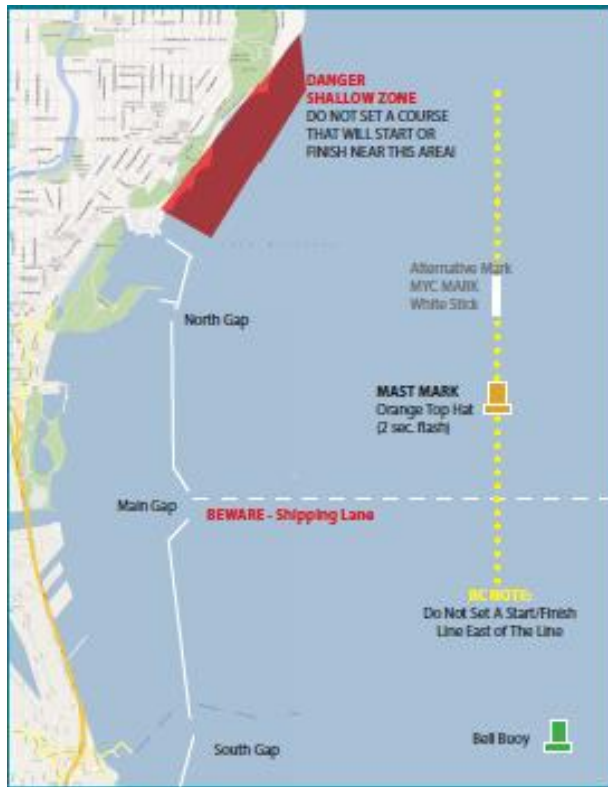 DANGER
SHALLOW ZONE
DO NOT SET A COURSE
THAT WILL START OR
FINISH NEAR THIS AREA!
Alternative Mark
MYC MARK
White Stick
North Gap
MAST MARK
Orange Top Hat
(2 sec. flash)
Main Gap
BEWARE - Shipping Lane
RC NOTE:
Do Not Set A Start/Finish
Line East of The Line
Bell Buoy
South Gap